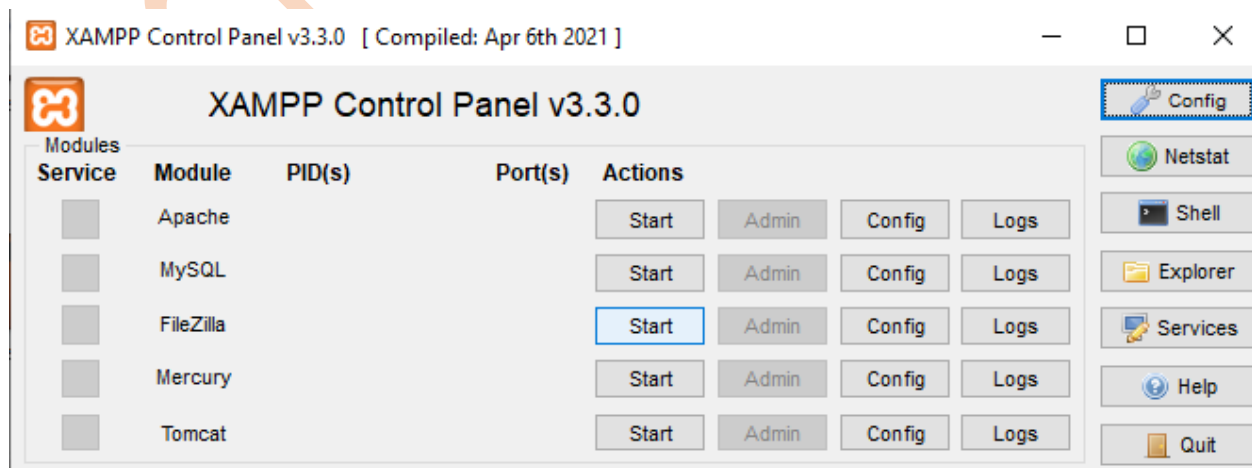 XAMPP Control Panel v3.3.0 [ Compiled: Apr 6th 2021 ]
XAMPP Control Panel v3.3.0
Config
Modules
Netstat
Service Module PID(s) Port(s) Actions
Apache Start Admin Config Logs
Shell
MySQL Start Admin Config Logs
Explorer
FileZilla Start Admin Config Logs
Services
Mercury Start Admin Config Logs
Help
Tomcat Start Admin Config Logs
Quit